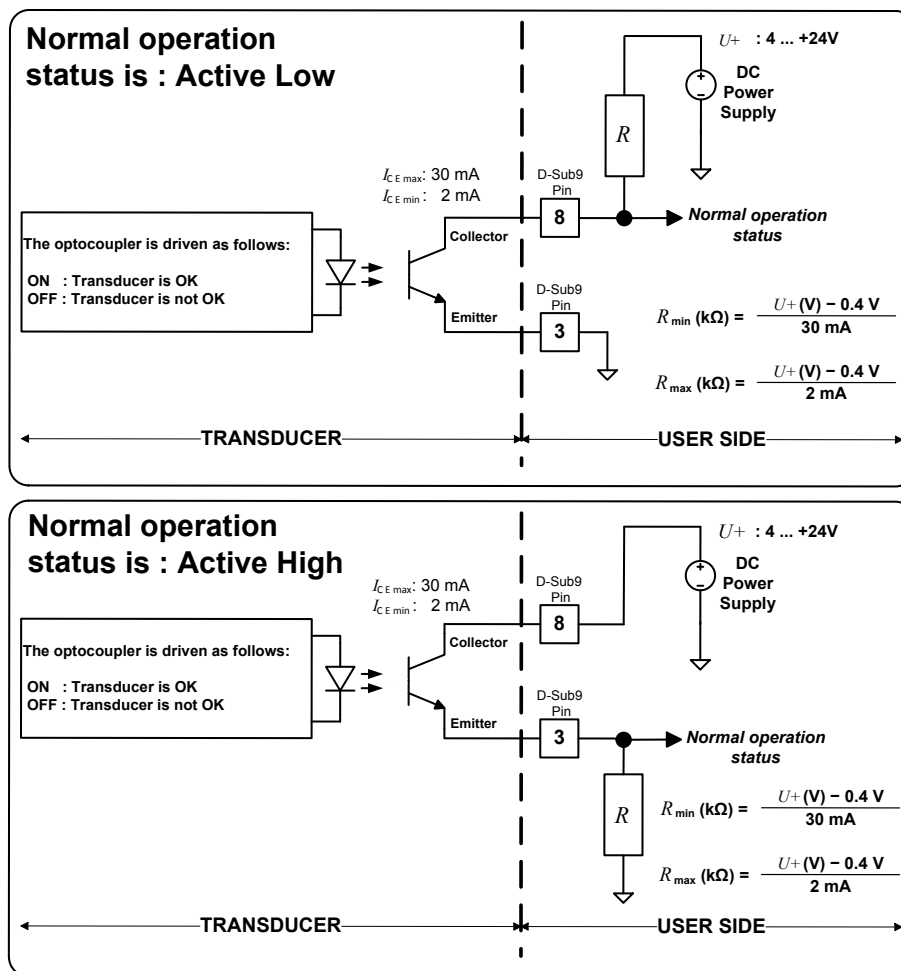 Normal operation
status is : Active Low
U+ : 4 ... +24V
DC
Power
Supply
R
I C E max: 30 mA
I C E min: 2 mA
D-Sub9
Pin
8
Normal operation
status
Collector
The optocoupler is driven as follows:
ON : Transducer is OK
OFF : Transducer is not OK
Emitter
D-Sub9
Pin
3
R min (kΩ) = U+ (V) − 0.4 V / 30 mA
R max (kΩ) = U+ (V) − 0.4 V / 2 mA
TRANSDUCER
USER SIDE
Normal operation
status is : Active High
U+ : 4 ... +24V
DC
Power
Supply
I C E max: 30 mA
I C E min: 2 mA
D-Sub9
Pin
8
Collector
The optocoupler is driven as follows:
ON : Transducer is OK
OFF : Transducer is not OK
Emitter
D-Sub9
Pin
3
Normal operation
status
R
R min (kΩ) = U+ (V) − 0.4 V / 30 mA
R max (kΩ) = U+ (V) − 0.4 V / 2 mA
TRANSDUCER
USER SIDE